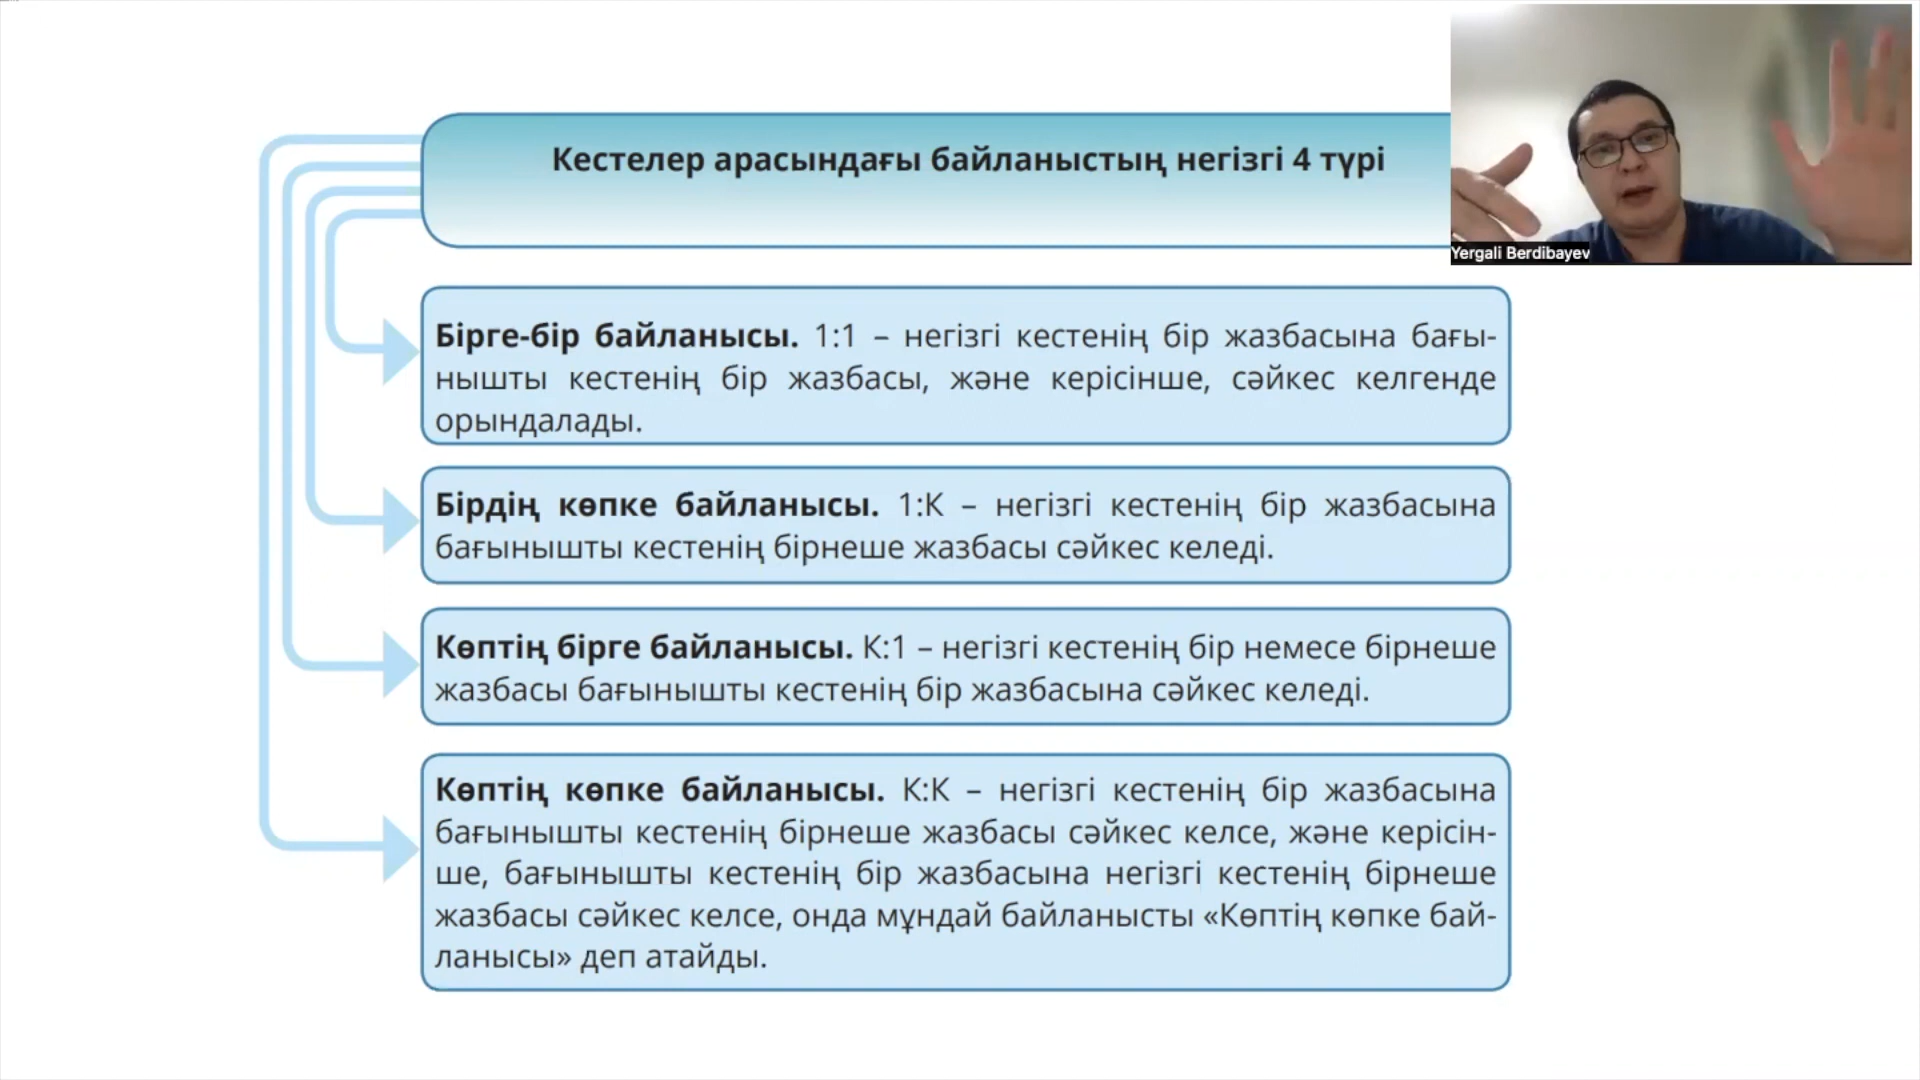 Кестелер арасындағы байланыстың негізгі 4 түрі
Yergali Berdibayev
Бірге-бір байланысы. 1:1 – негізгі кестенің бір жазбасына бағы-
нышты кестенің бір жазбасы, және керісінше, сәйкес келгенде
орындалады.
Бірдің көпке байланысы. 1:К – негізгі кестенің бір жазбасына
бағынышты кестенің бірнеше жазбасы сәйкес келеді.
Көптің бірге байланысы. К:1 – негізгі кестенің бір немесе бірнеше
жазбасы бағынышты кестенің бір жазбасына сәйкес келеді.
Көптің көпке байланысы. К:К – негізгі кестенің бір жазбасына
бағынышты кестенің бірнеше жазбасы сәйкес келсе, және керісін-
ше, бағынышты кестенің бір жазбасына негізгі кестенің бірнеше
жазбасы сәйкес келсе, онда мұндай байланысты «Көптің көпке бай-
ланысы» деп атайды.